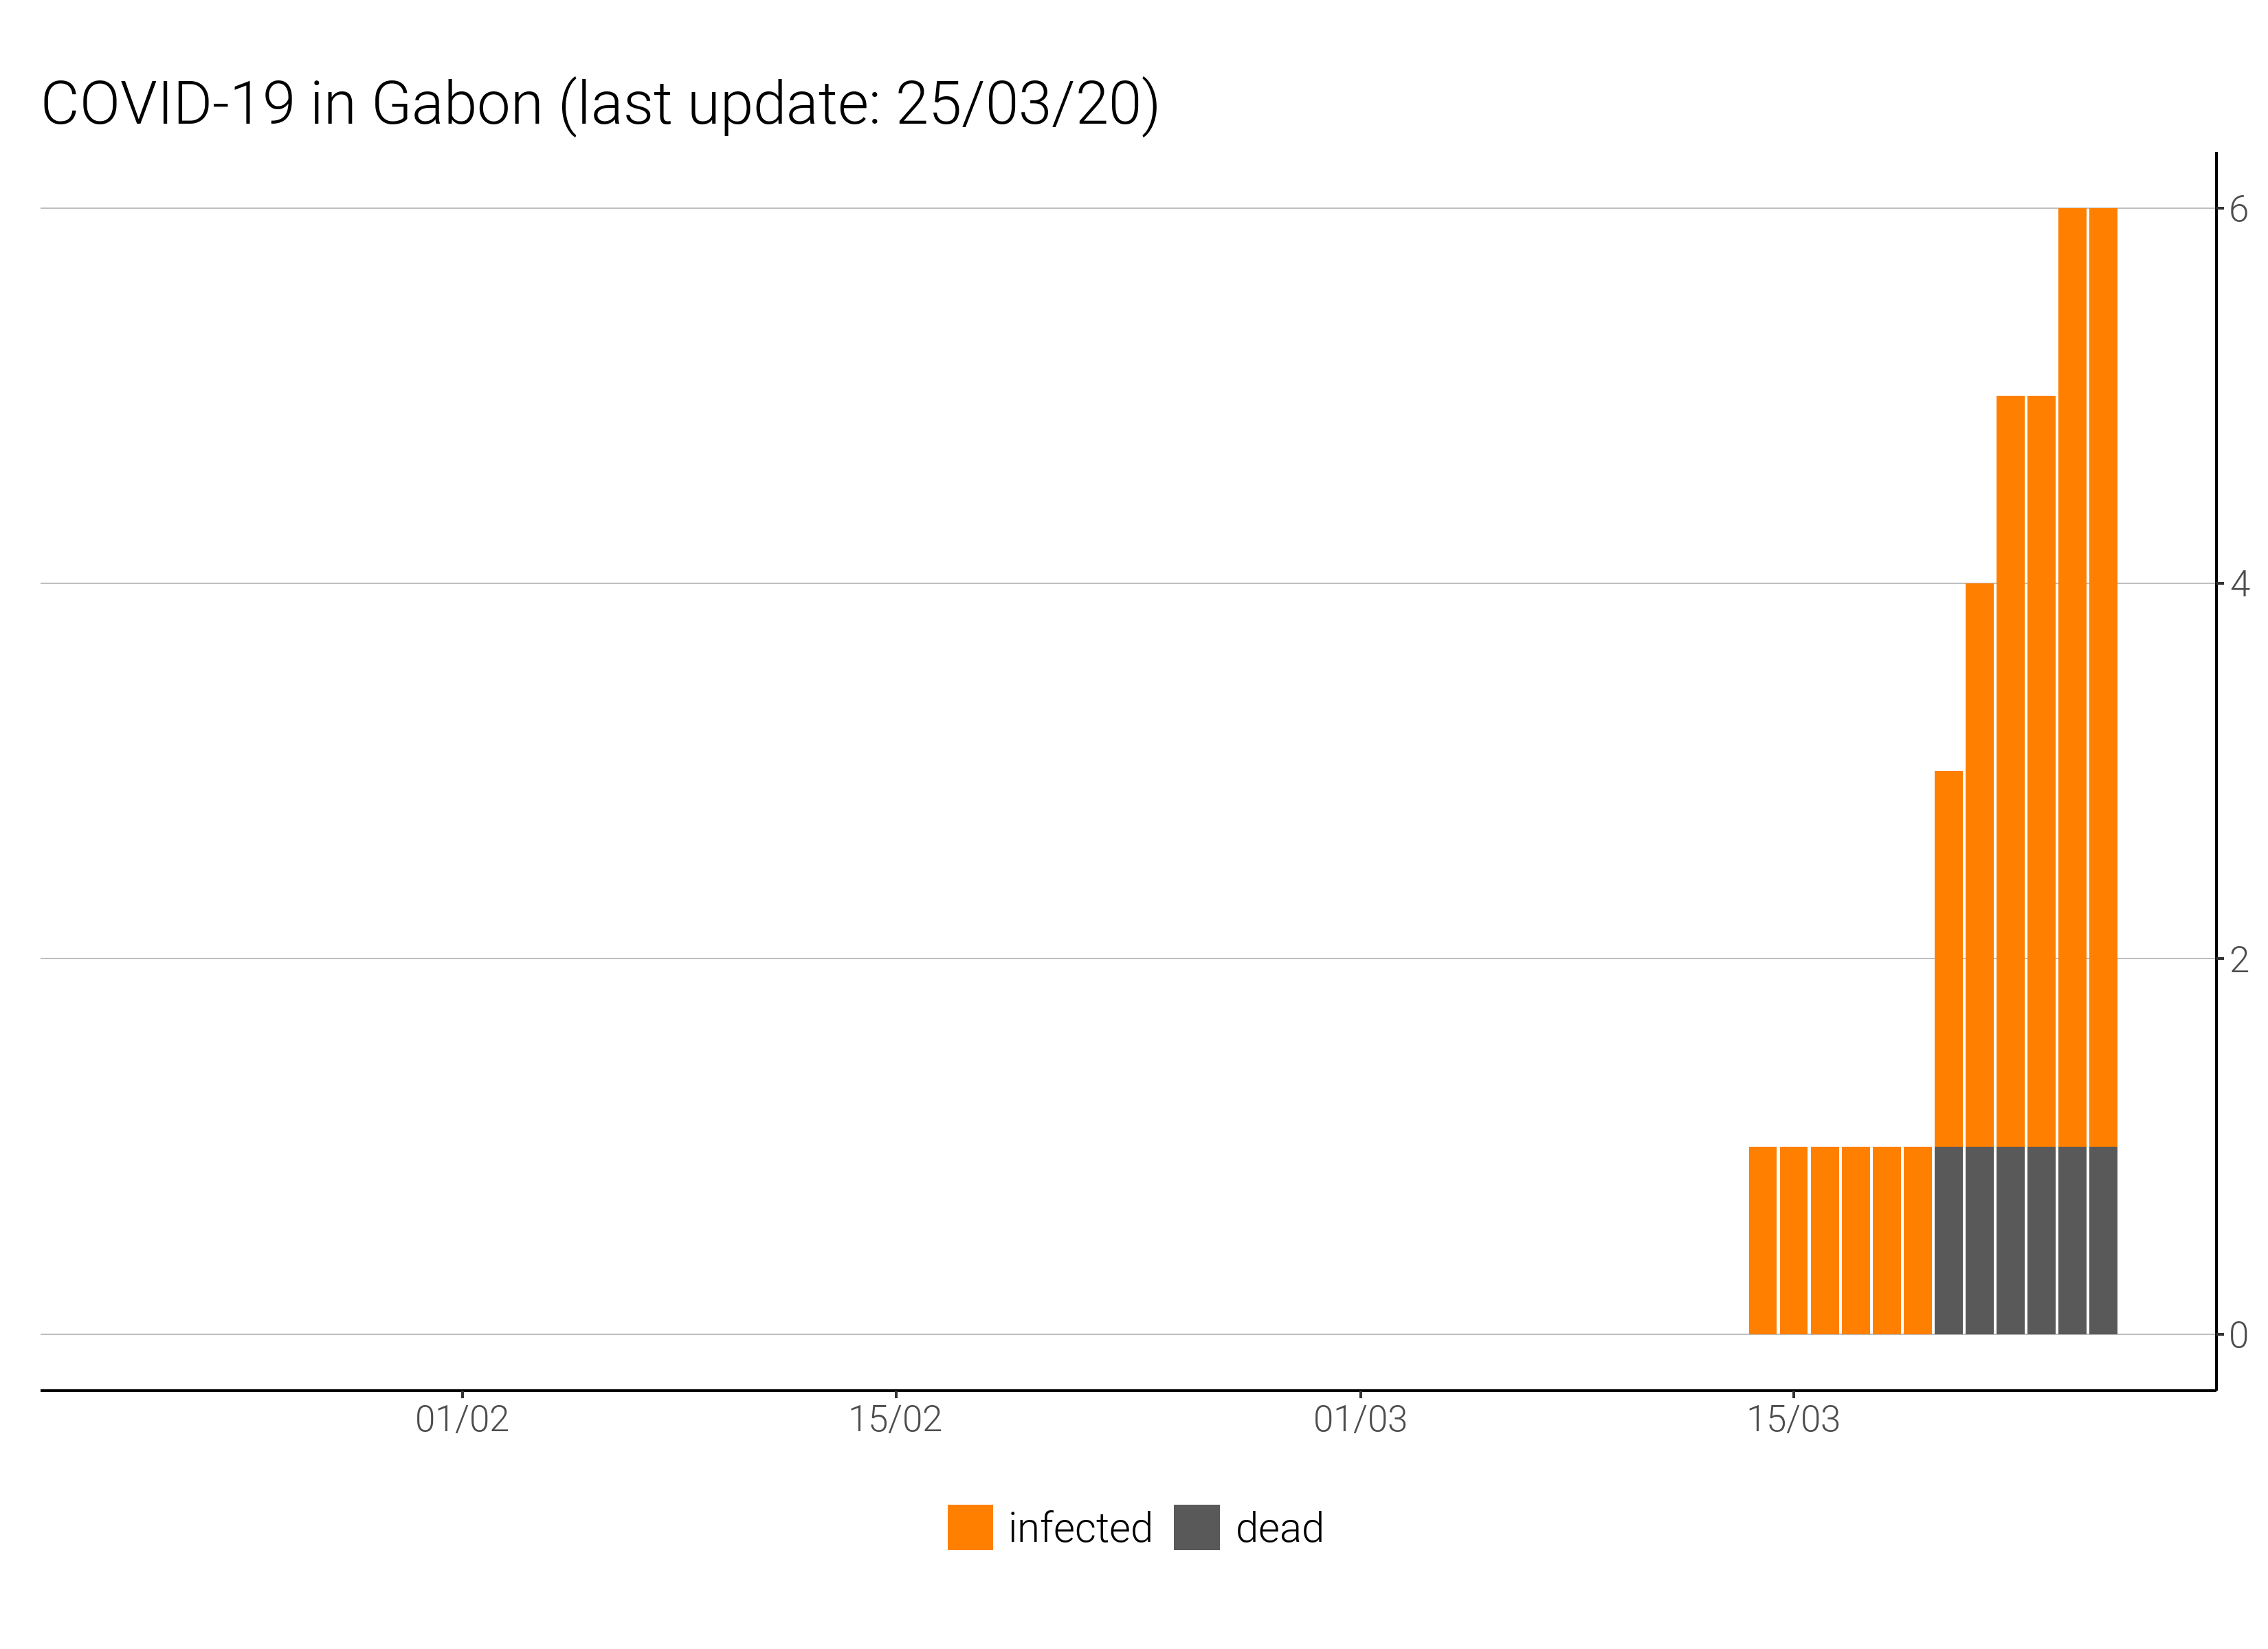 COVID-19 in Gabon (last update: 25/03/20)
6
4
2
0
01/02 15/02 01/03 15/03
infected dead